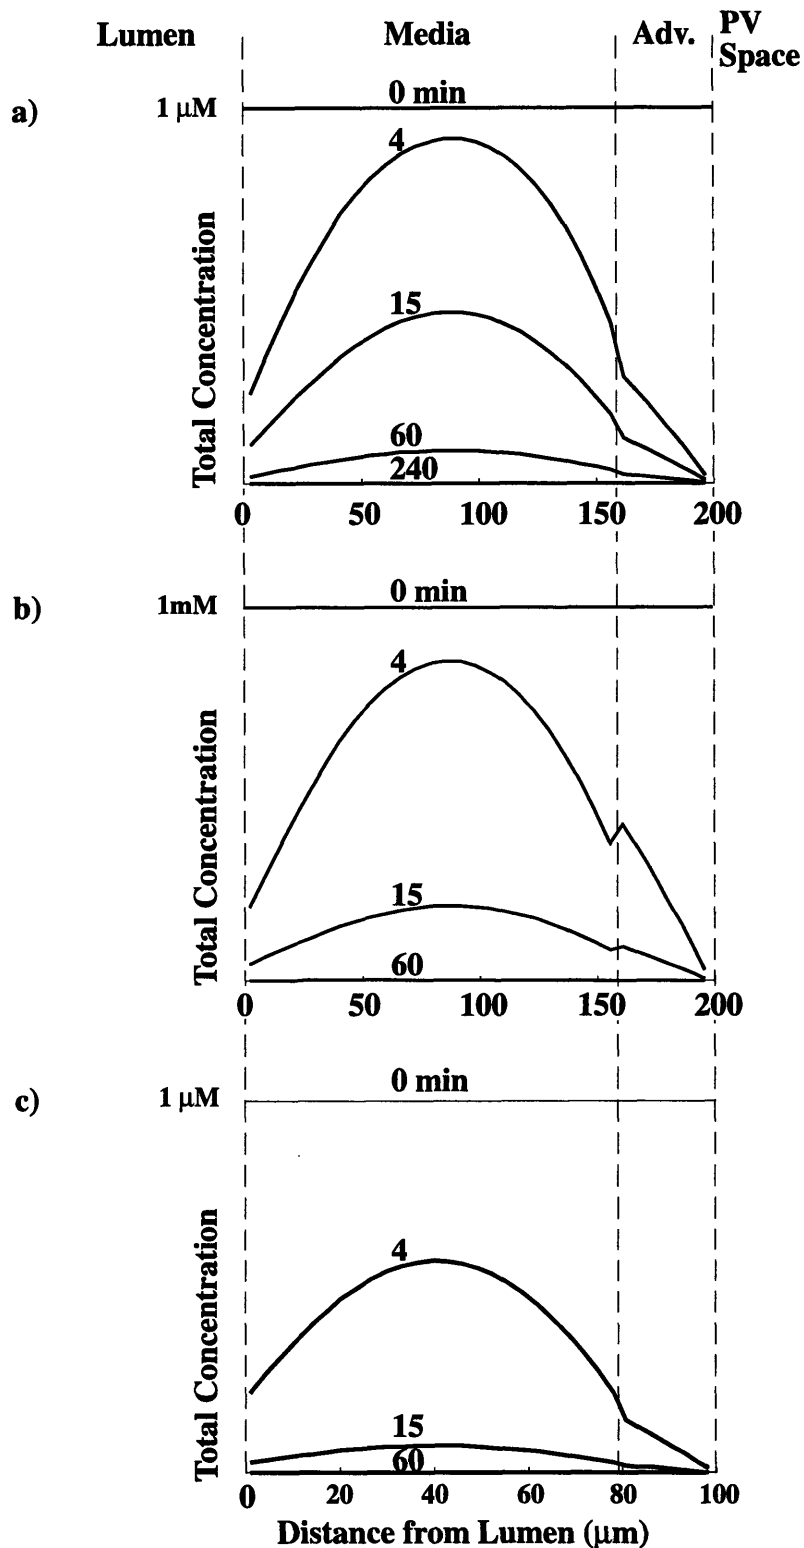 Lumen Media Adv. PV
Space
a) 1 μM 0 min
4
15
60
240
Total Concentration
0 50 100 150 200
b) 1mM 0 min
4
15
60
Total Concentration
0 50 100 150 200
c) 1 μM 0 min
4
15
60
Total Concentration
0 20 40 60 80 100
Distance from Lumen (μm)